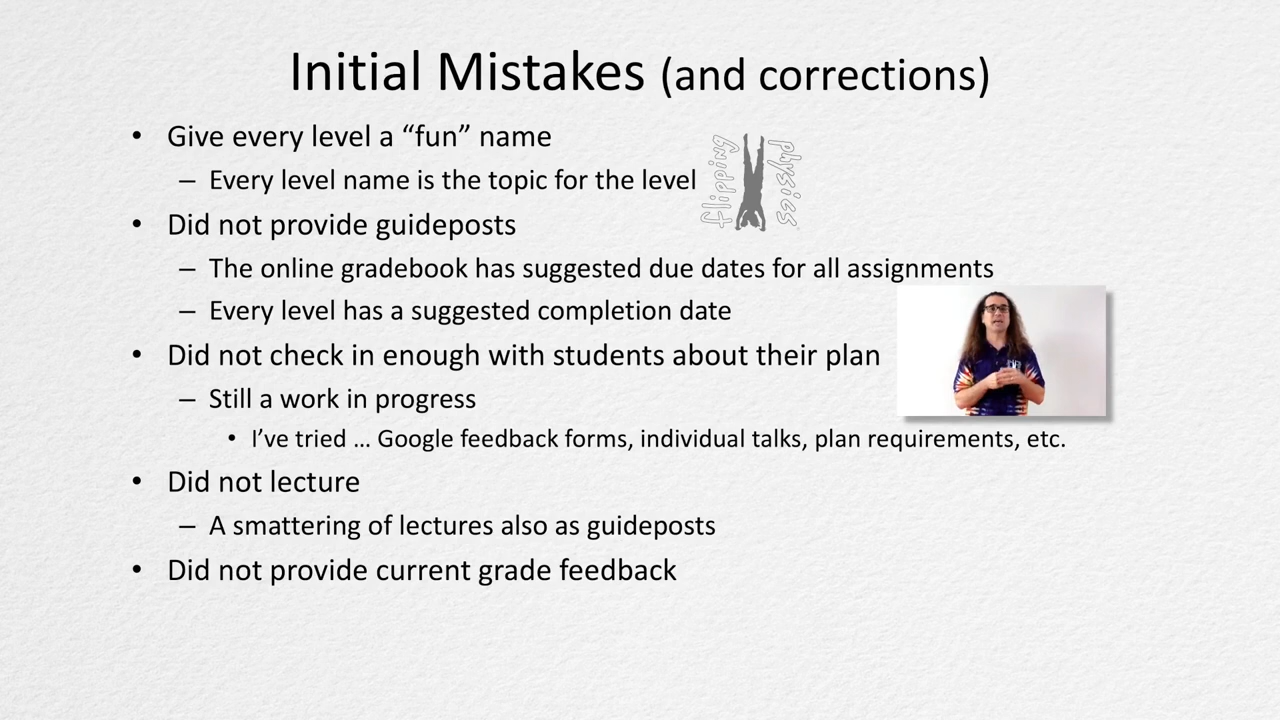 Initial Mistakes (and corrections)
• Give every level a “fun” name
– Every level name is the topic for the level
flipping physics
• Did not provide guideposts
– The online gradebook has suggested due dates for all assignments
– Every level has a suggested completion date
• Did not check in enough with students about their plan
– Still a work in progress
• I’ve tried … Google feedback forms, individual talks, plan requirements, etc.
• Did not lecture
– A smattering of lectures also as guideposts
• Did not provide current grade feedback